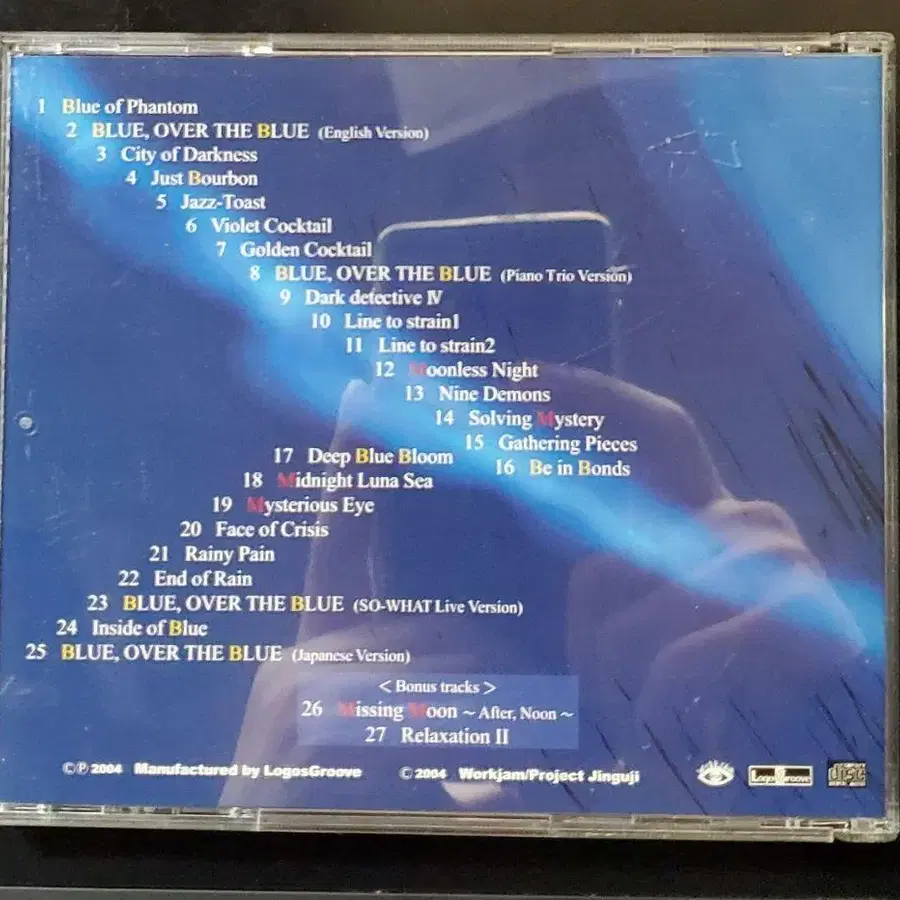 1 Blue of Phantom
2 BLUE, OVER THE BLUE (English Version)
3 City of Darkness
4 Just Bourbon
5 Jazz-Toast
6 Violet Cocktail
7 Golden Cocktail
8 BLUE, OVER THE BLUE (Piano Trio Version)
9 Dark detective Ⅳ
10 Line to strain1
11 Line to strain2
12 Moonless Night
13 Nine Demons
14 Solving Mystery
15 Gathering Pieces
16 Be in Bonds
17 Deep Blue Bloom
18 Midnight Luna Sea
19 Mysterious Eye
20 Face of Crisis
21 Rainy Pain
22 End of Rain
23 BLUE, OVER THE BLUE (SO-WHAT Live Version)
24 Inside of Blue
25 BLUE, OVER THE BLUE (Japanese Version)
< Bonus tracks >
26 Missing Moon ~ After, Noon ~
27 Relaxation II
©℗ 2004 Manufactured by LogosGroove © 2004 Workjam/Project Jinguji
LogosGroove
disc